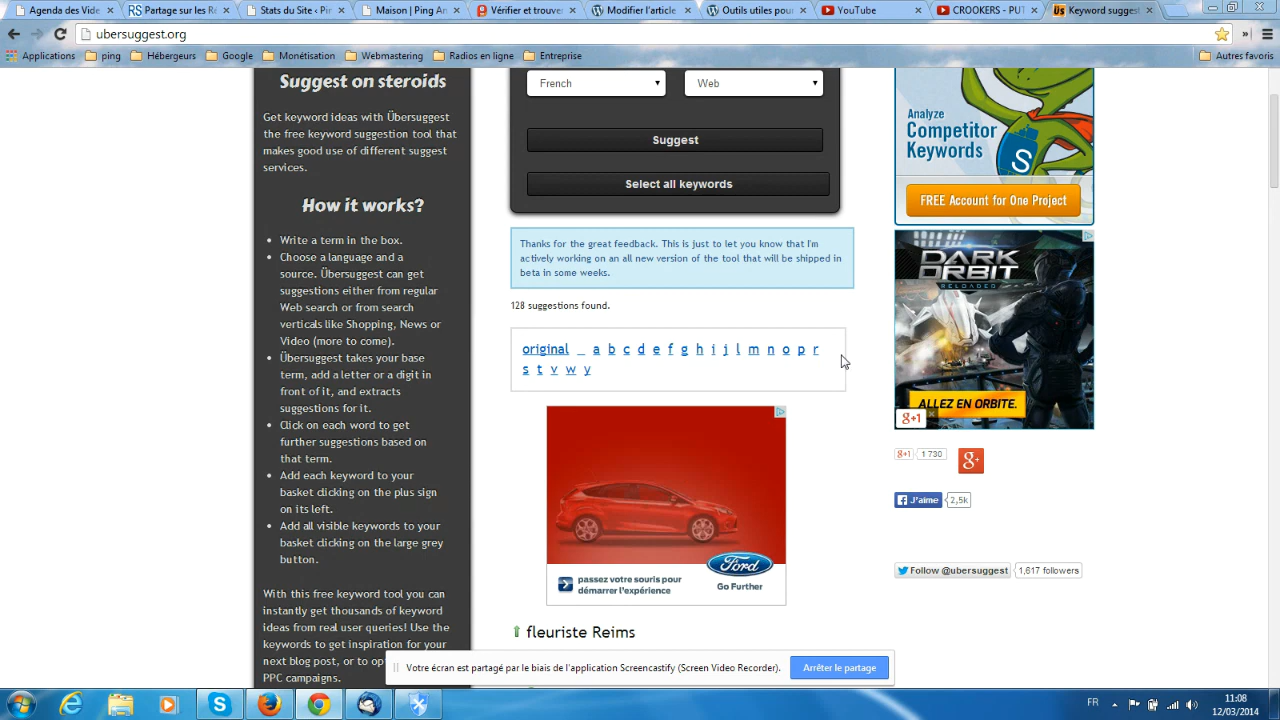 Agenda des Vide
Partage sur les Ré
Stats du Site ‹ Pin
Maison | Ping An
Vérifier et trouver
Modifier l'article
Outils utiles pour
YouTube
CROOKERS - PUT
Keyword suggest
ubersuggest.org
Applications
ping
Hébergeurs
Google
Monétisation
Webmastering
Radios en ligne
Entreprise
Autres favoris
Suggest on steroids
Get keyword ideas with Übersuggest
the free keyword suggestion tool that
makes good use of different suggest
services.
How it works?
Write a term in the box.
Choose a language and a
source. Übersuggest can get
suggestions either from regular
Web search or from search
verticals like Shopping, News or
Video (more to come).
Übersuggest takes your base
term, add a letter or a digit in
front of it, and extracts
suggestions for it.
Click on each word to get
further suggestions based on
that term.
Add each keyword to your
basket clicking on the plus sign
on its left.
Add all visible keywords to your
basket clicking on the large grey
button.
With this free keyword tool you can
instantly get thousands of keyword
ideas from real user queries! Use the
keywords to get inspiration for your
next blog post, or to op
PPC campaigns.
French
Web
Suggest
Select all keywords
Thanks for the great feedback. This is just to let you know that I'm
actively working on an all new version of the tool that will be shipped in
beta in some weeks.
128 suggestions found.
original _ a b c d e f g h i j l m n o p r
s t v w y
passez votre souris pour
démarrer l'expérience
Ford
Go Further
fleuriste Reims
Analyze
Competitor
Keywords
S
FREE Account for One Project
DARK
ORBIT
RELOADED
ALLEZ EN ORBITE.
g+1
g+1 1 730
g+
J'aime 2,5k
Follow @ubersuggest 1,617 followers
Votre écran est partagé par le biais de l'application Screencastify (Screen Video Recorder).
Arrêter le partage
FR
11:08
12/03/2014